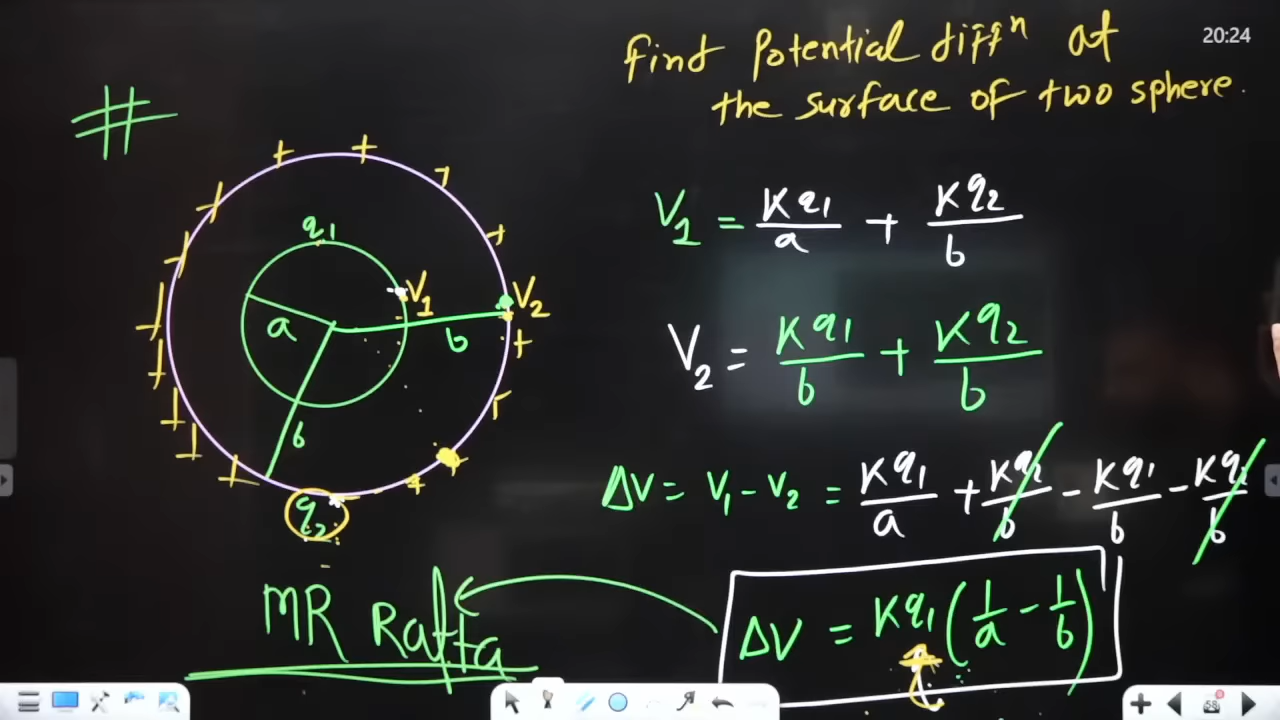 20:24
Find Potential diffⁿ at
the surface of two sphere.
#
V₁ = Kq₁/a + Kq₂/b
V₂ = Kq₁/b + Kq₂/b
q₁
V₁
V₂
a
b
b
q₂
ΔV = V₁ - V₂ = Kq₁/a + Kq₂/b - Kq₁/b - Kq₂/b
ΔV = Kq₁(1/a - 1/b)
MR Ratta
58